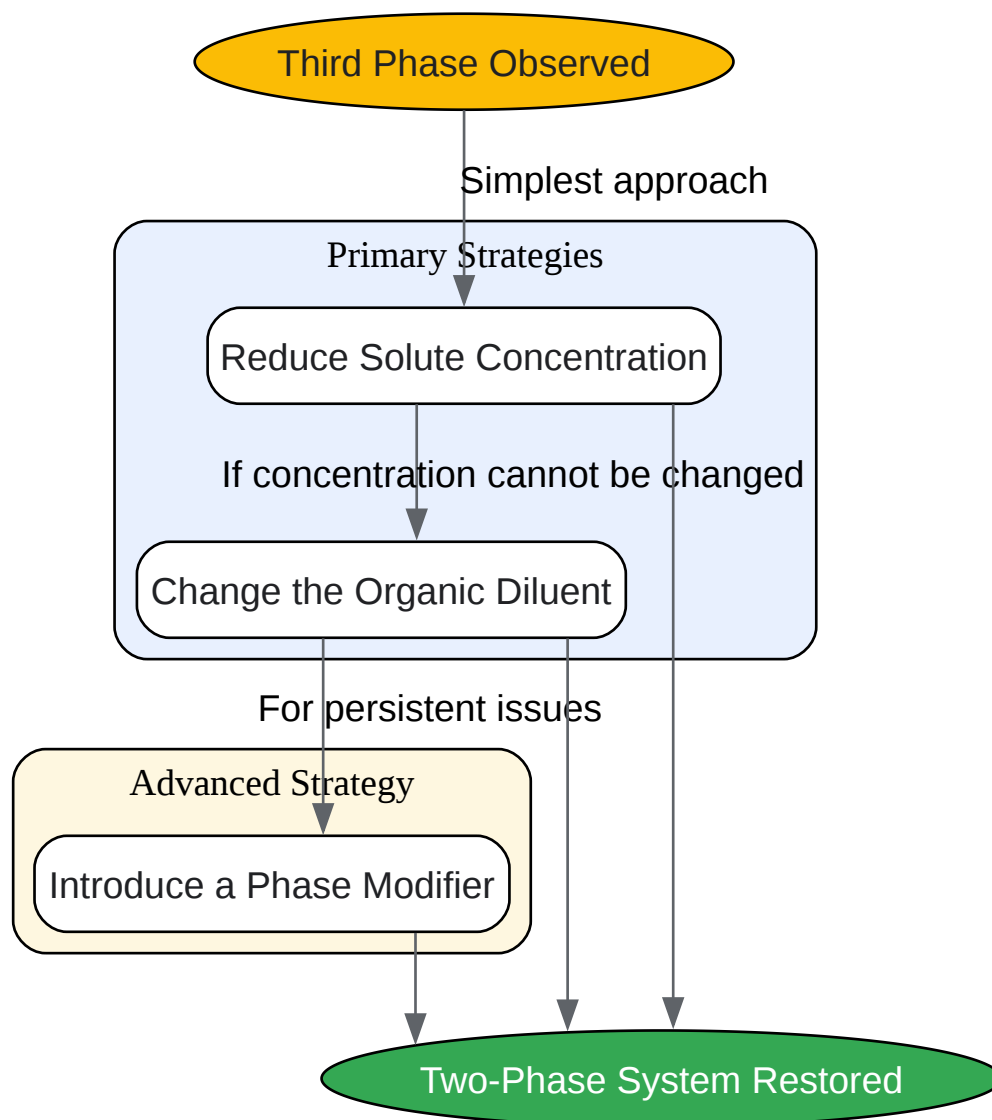 Third Phase Observed
Simplest approach
Primary Strategies
Reduce Solute Concentration
If concentration cannot be changed
Change the Organic Diluent
For persistent issues
Advanced Strategy
Introduce a Phase Modifier
Two-Phase System Restored